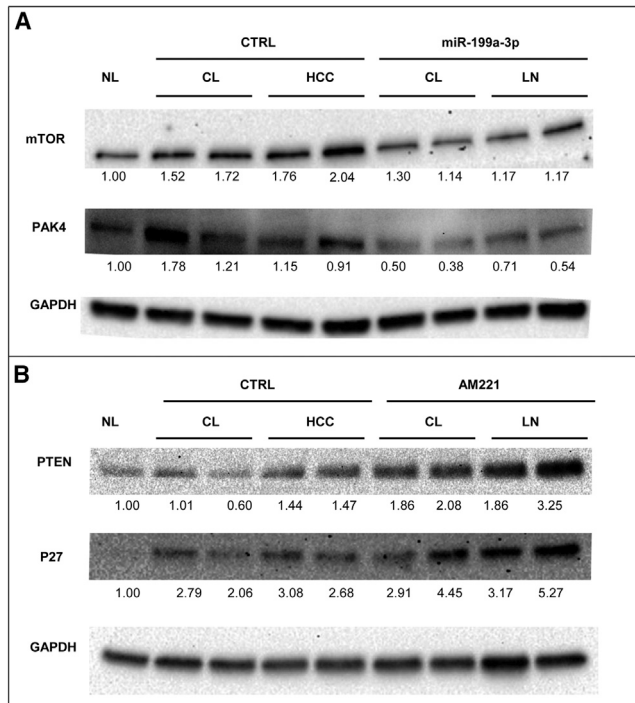 A
CTRL miR-199a-3p
NL CL HCC CL LN
mTOR
1.00 1.52 1.72 1.76 2.04 1.30 1.14 1.17 1.17
PAK4
1.00 1.78 1.21 1.15 0.91 0.50 0.38 0.71 0.54
GAPDH
B
CTRL AM221
NL CL HCC CL LN
PTEN
1.00 1.01 0.60 1.44 1.47 1.86 2.08 1.86 3.25
P27
1.00 2.79 2.06 3.08 2.68 2.91 4.45 3.17 5.27
GAPDH